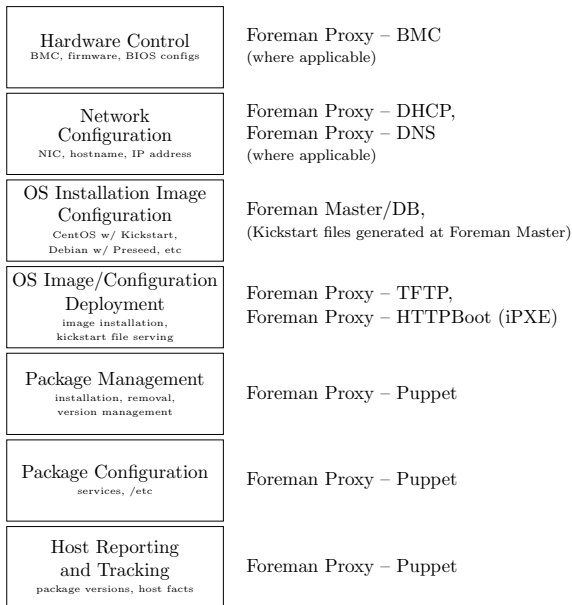 Hardware Control
BMC, firmware, BIOS configs
Foreman Proxy – BMC
(where applicable)
Network
Configuration
NIC, hostname, IP address
Foreman Proxy – DHCP,
Foreman Proxy – DNS
(where applicable)
OS Installation Image
Configuration
CentOS w/ Kickstart,
Debian w/ Preseed, etc
Foreman Master/DB,
(Kickstart files generated at Foreman Master)
OS Image/Configuration
Deployment
image installation,
kickstart file serving
Foreman Proxy – TFTP,
Foreman Proxy – HTTPBoot (iPXE)
Package Management
installation, removal,
version management
Foreman Proxy – Puppet
Package Configuration
services, /etc
Foreman Proxy – Puppet
Host Reporting
and Tracking
package versions, host facts
Foreman Proxy – Puppet